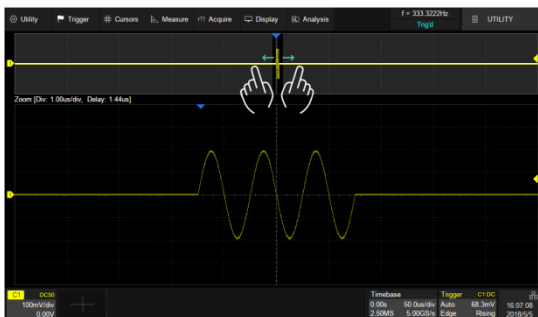 Utility Trigger Cursors Measure Acquire Display Analysis f = 333.3222Hz UTILITY
Trig'd
D
Zoom [Div: 1.00us/div, Delay: 1.44us]
D
C1 DC50 Timebase Trigger C1 DC
100mV/div 0.00s 50.0us/div Auto 68.3mV 16:07:08
0.00V 2.50MS 5.00GS/s Edge Rising 2018/5/5